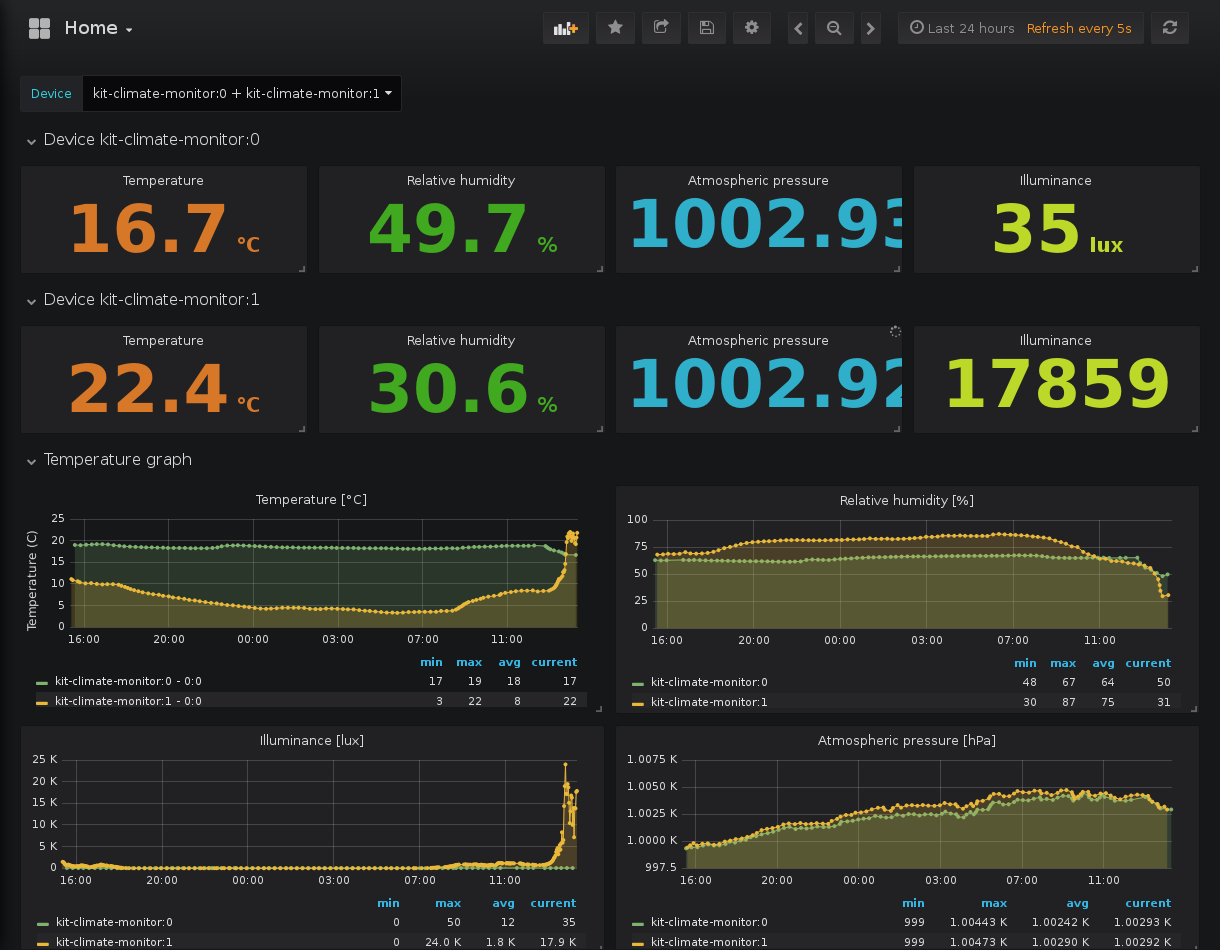 Home
Last 24 hours Refresh every 5s
Device kit-climate-monitor:0 + kit-climate-monitor:1
Device kit-climate-monitor:0
Temperature Relative humidity Atmospheric pressure Illuminance
16.7 °C 49.7 % 1002.93 35 lux
Device kit-climate-monitor:1
Temperature Relative humidity Atmospheric pressure Illuminance
22.4 °C 30.6 % 1002.92 17859
Temperature graph
Temperature [°C]
Temperature (C)
25
20
15
10
5
0
16:00 20:00 00:00 03:00 07:00 11:00
min max avg current
kit-climate-monitor:0 - 0:0 17 19 18 17
kit-climate-monitor:1 - 0:0 3 22 8 22
Relative humidity [%]
100
75
50
25
0
16:00 20:00 00:00 03:00 07:00 11:00
min max avg current
kit-climate-monitor:0 48 67 64 50
kit-climate-monitor:1 30 87 75 31
Illuminance [lux]
25 K
20 K
15 K
10 K
5 K
0
16:00 20:00 00:00 03:00 07:00 11:00
min max avg current
kit-climate-monitor:0 0 50 12 35
kit-climate-monitor:1 0 24.0 K 1.8 K 17.9 K
Atmospheric pressure [hPa]
1.0075 K
1.0050 K
1.0025 K
1.0000 K
997.5
16:00 20:00 00:00 03:00 07:00 11:00
min max avg current
kit-climate-monitor:0 999 1.00443 K 1.00242 K 1.00293 K
kit-climate-monitor:1 999 1.00473 K 1.00290 K 1.00292 K